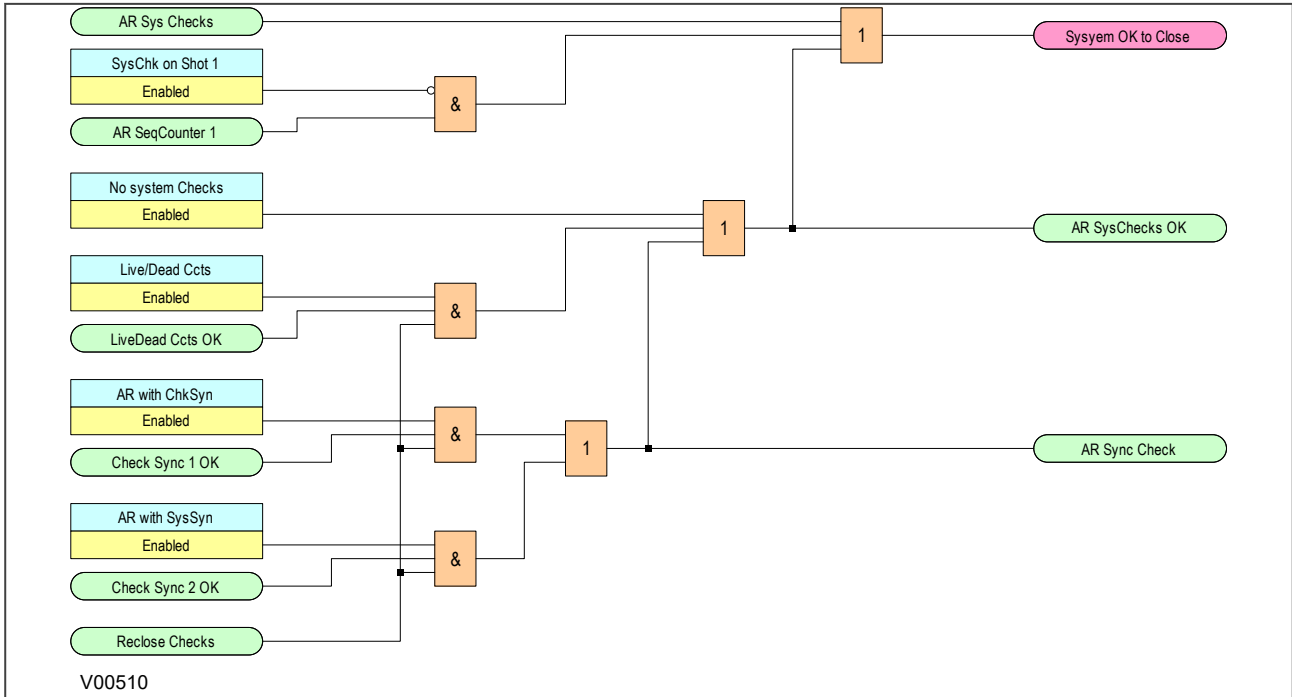 AR Sys Checks
1
Sysyem OK to Close
SysChk on Shot 1
Enabled
&
AR SeqCounter 1
No system Checks
Enabled
1
AR SysChecks OK
Live/Dead Ccts
Enabled
&
LiveDead Ccts OK
AR with ChkSyn
Enabled
&
Check Sync 1 OK
1
AR Sync Check
AR with SysSyn
Enabled
&
Check Sync 2 OK
Reclose Checks
V00510